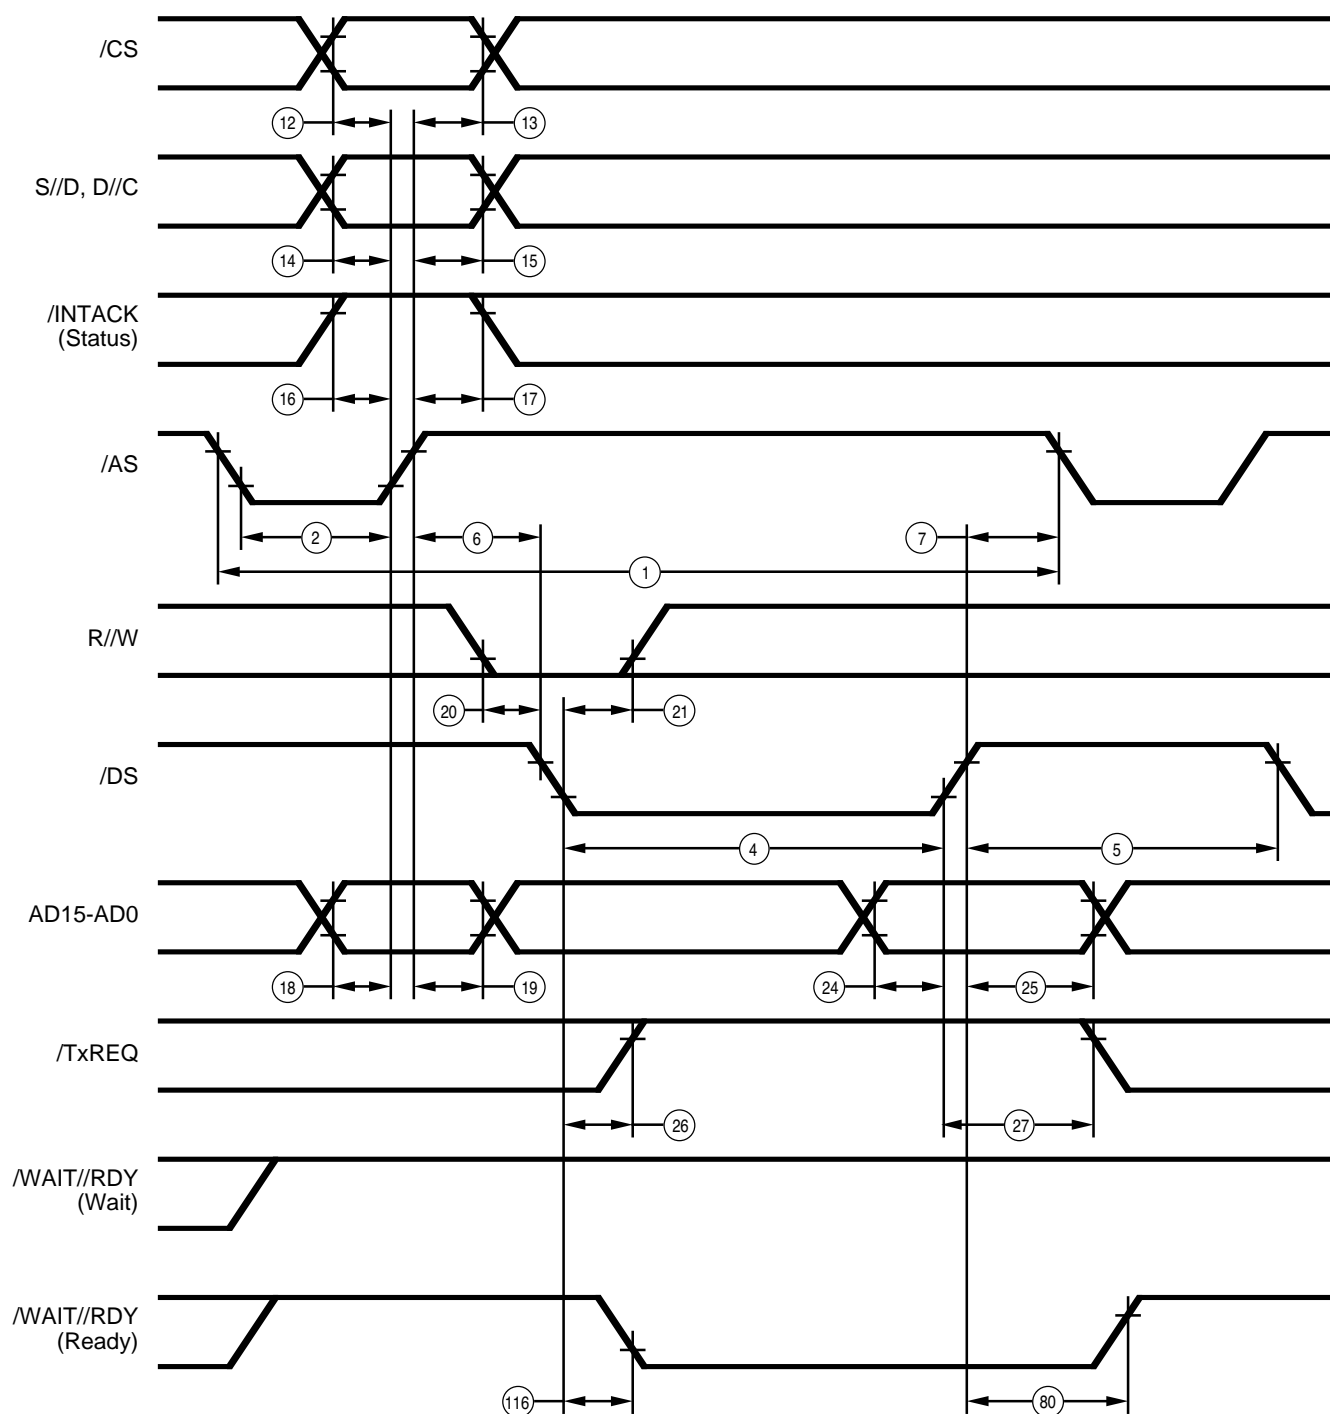 /CS
12
13
S//D, D//C
14
15
/INTACK
(Status)
16
17
/AS
2
6
7
1
R//W
20
21
/DS
4
5
AD15-AD0
18
19
24
25
/TxREQ
26
27
/WAIT//RDY
(Wait)
/WAIT//RDY
(Ready)
116
80